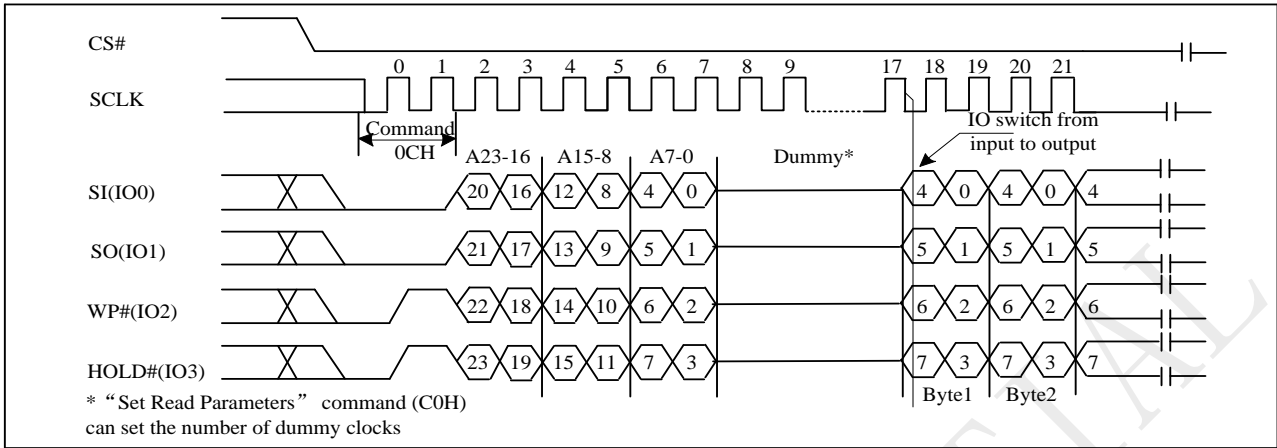 CS#
0 1 2 3 4 5 6 7 8 9 17 18 19 20 21
SCLK
Command
0CH
IO switch from
input to output
A23-16 A15-8 A7-0 Dummy*
SI(IO0) 20 16 12 8 4 0 4 0 4 0 4
SO(IO1) 21 17 13 9 5 1 5 1 5 1 5
WP#(IO2) 22 18 14 10 6 2 6 2 6 2 6
HOLD#(IO3) 23 19 15 11 7 3 7 3 7 3 7
Byte1 Byte2
* “Set Read Parameters” command (C0H)
can set the number of dummy clocks
TIAL